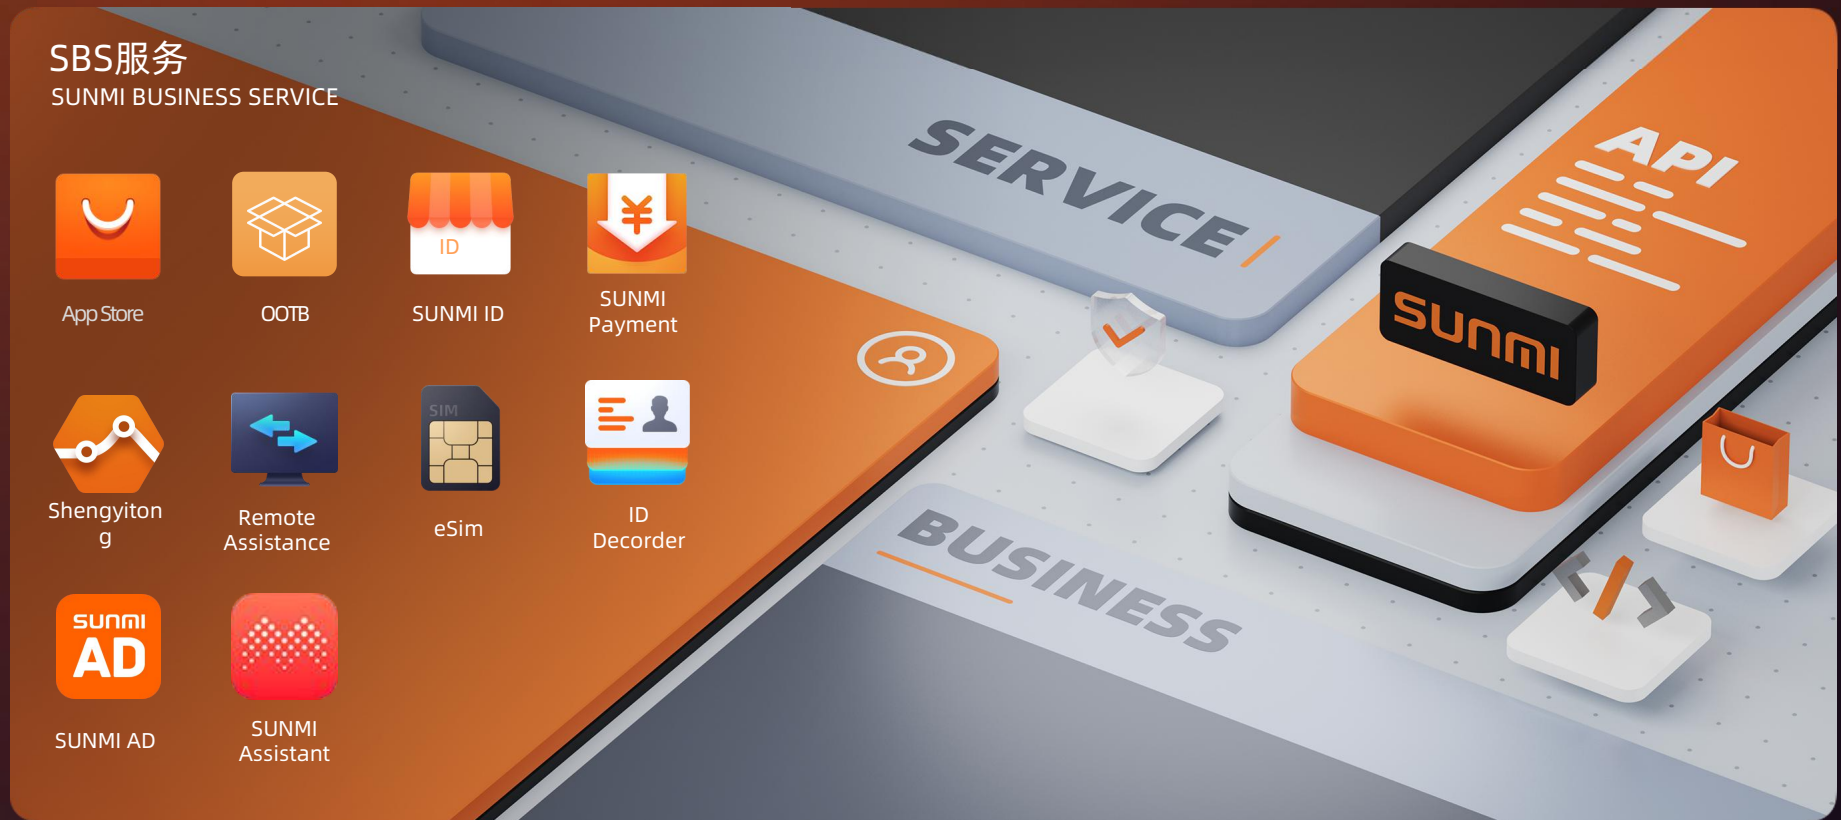 SBS服务
SUNMI BUSINESS SERVICE
SERVICE
API
ID
App Store
OOTB
SUNMI ID
SUNMI
Payment
SUNMI
SIM
Shengyiton
g
Remote
Assistance
eSim
ID
Decorder
BUSINESS
SUNMI
AD
SUNMI AD
SUNMI
Assistant